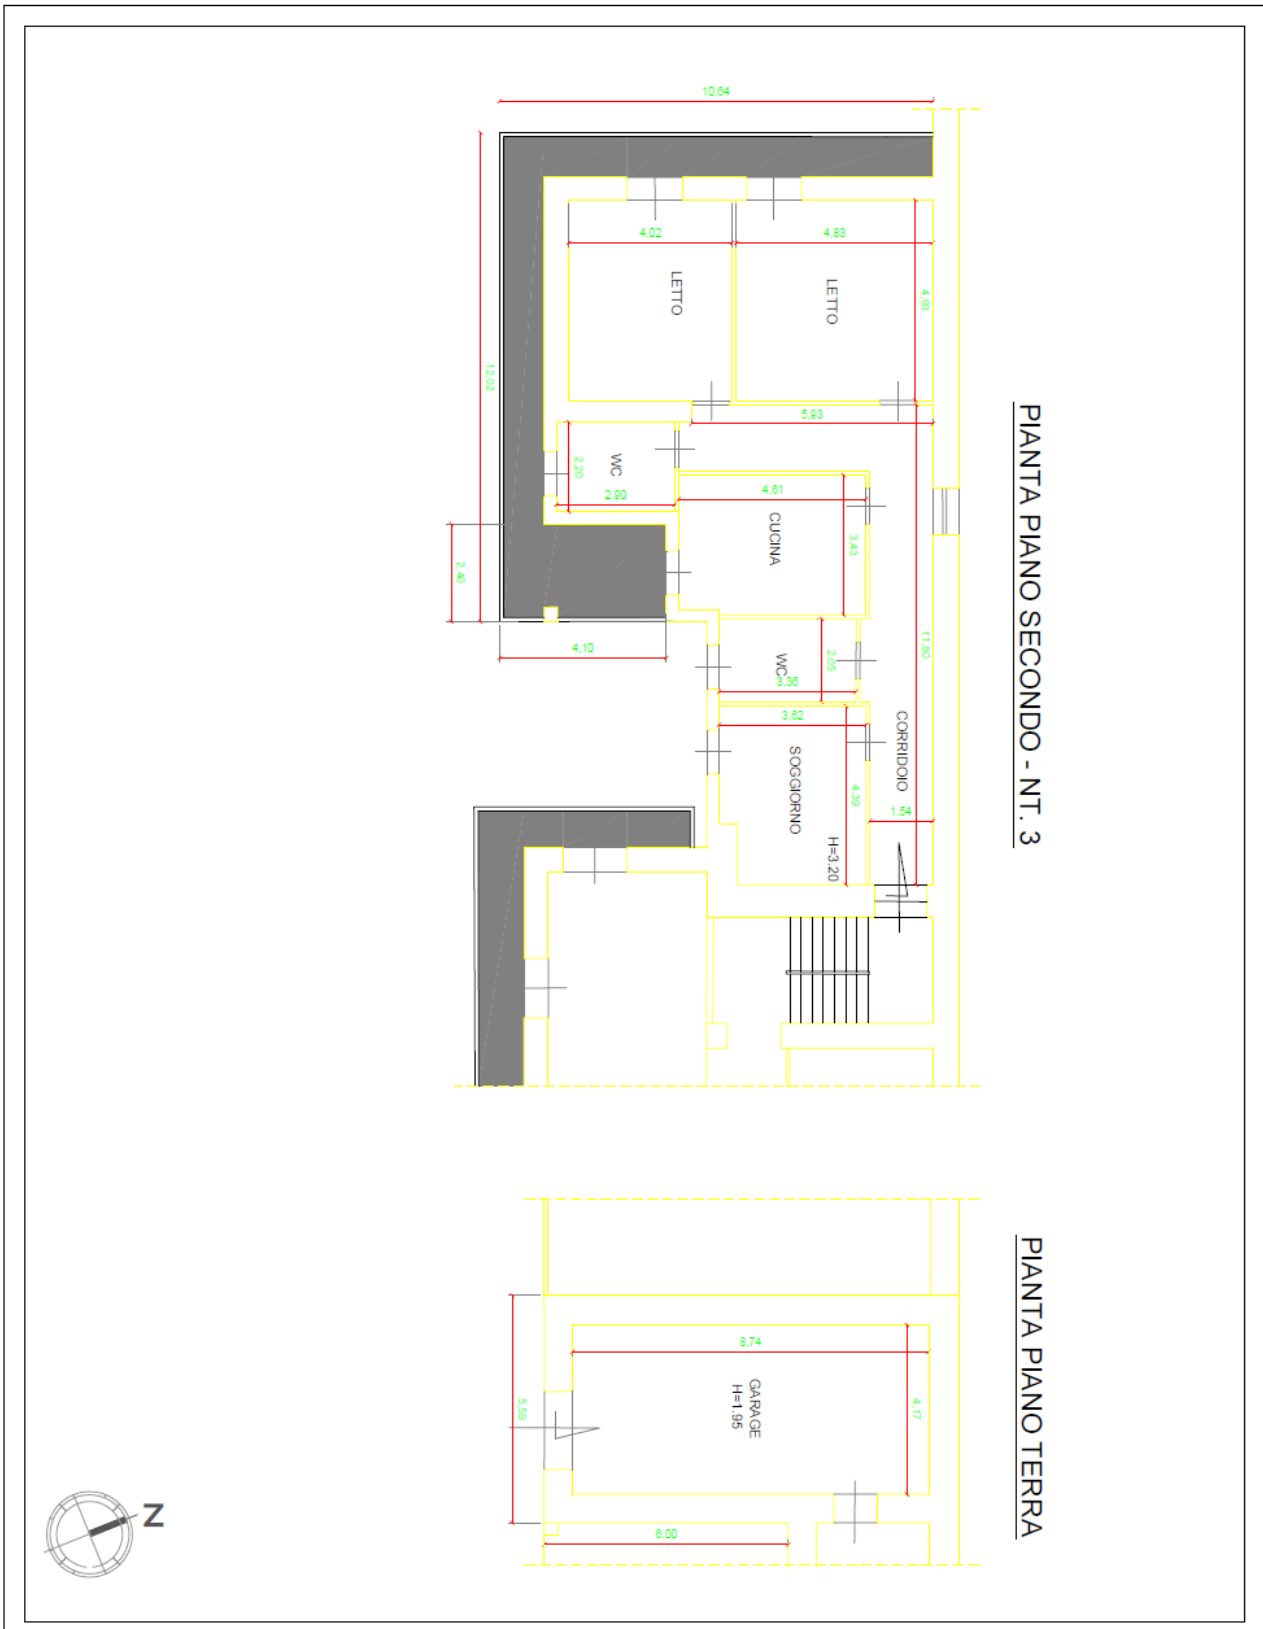 PIANTA PIANO SECONDO - NT. 3
10,64
12,02
4,02
4,83
LETTO
LETTO
5,93
2,20
WC
2,90
4,61
CUCINA
3,43
2,40
4,10
11,80
WC
2,05
3,36
3,62
SOGGIORNO
4,39
H=3.20
CORRIDOIO
1,54
PIANTA PIANO TERRA
8,74
GARAGE
H=1.95
4,17
5,59
6,00
N